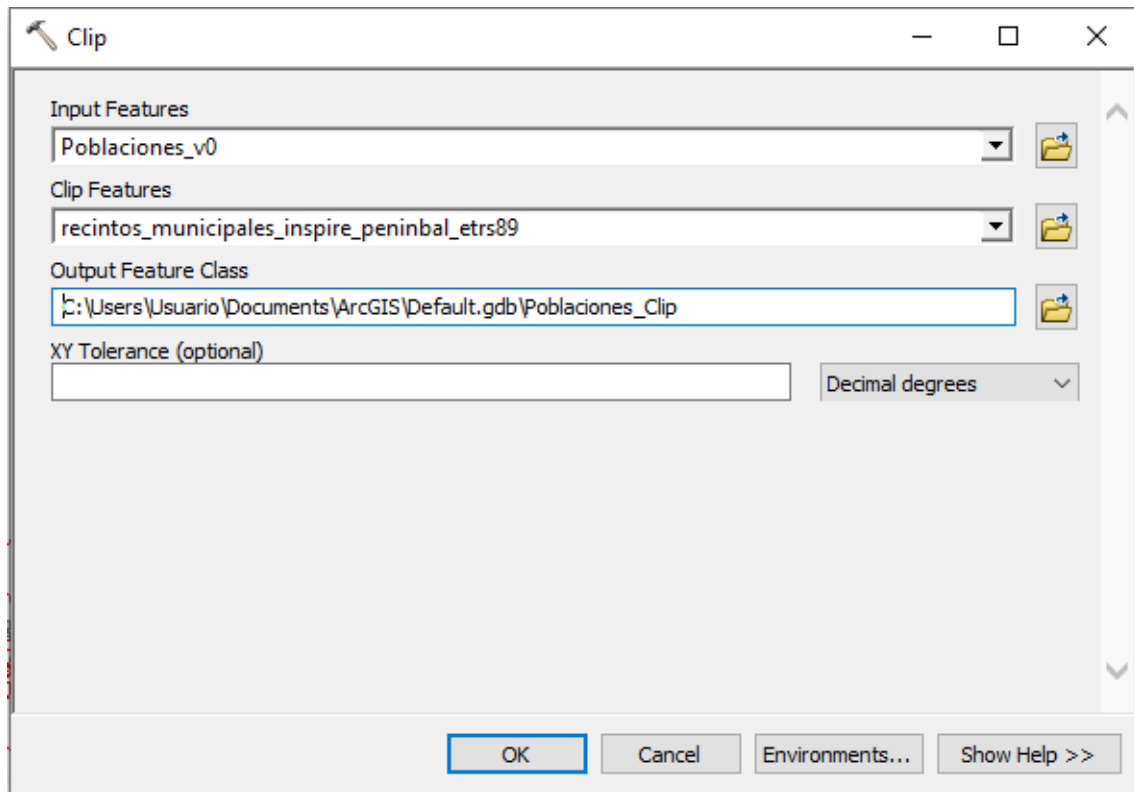 Clip
Input Features
Poblaciones_v0
Clip Features
recintos_municipales_inspire_peninbal_etrs89
Output Feature Class
C:\Users\Usuario\Documents\ArcGIS\Default.gdb\Poblaciones_Clip
XY Tolerance (optional)
Decimal degrees
OK Cancel Environments... Show Help >>